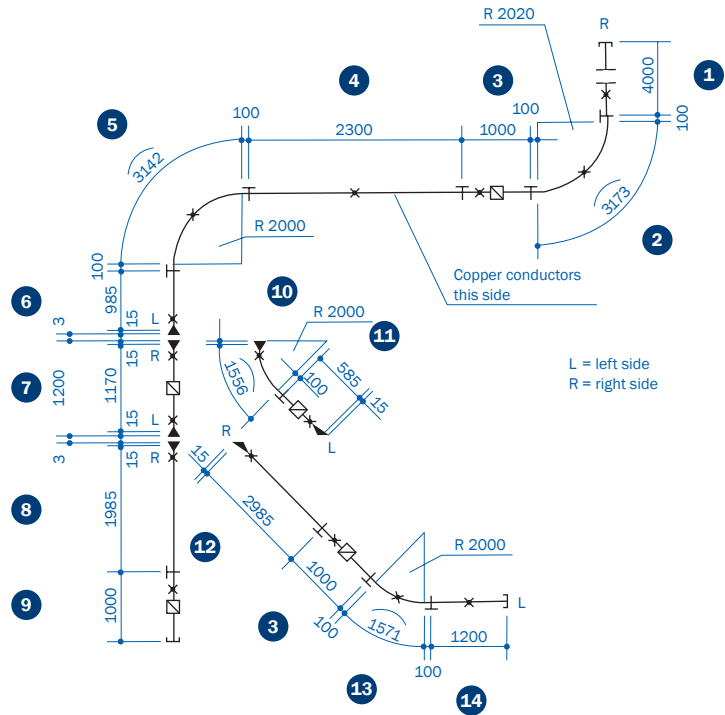 R 2020
R
1
4000
100
4
3
5
100
2300
100
1000
3142
3173
R 2000
2
100
Copper conductors
this side
6
985
10
R 2000
11
3
15
L
15
R
1556
100
585
15
L = left side
R = right side
7
1200
1170
15
L
R
L
3
15
R
15
8
1985
2985
12
R 2000
9
1000
1000
3
100
1571
L
1200
100
13
14